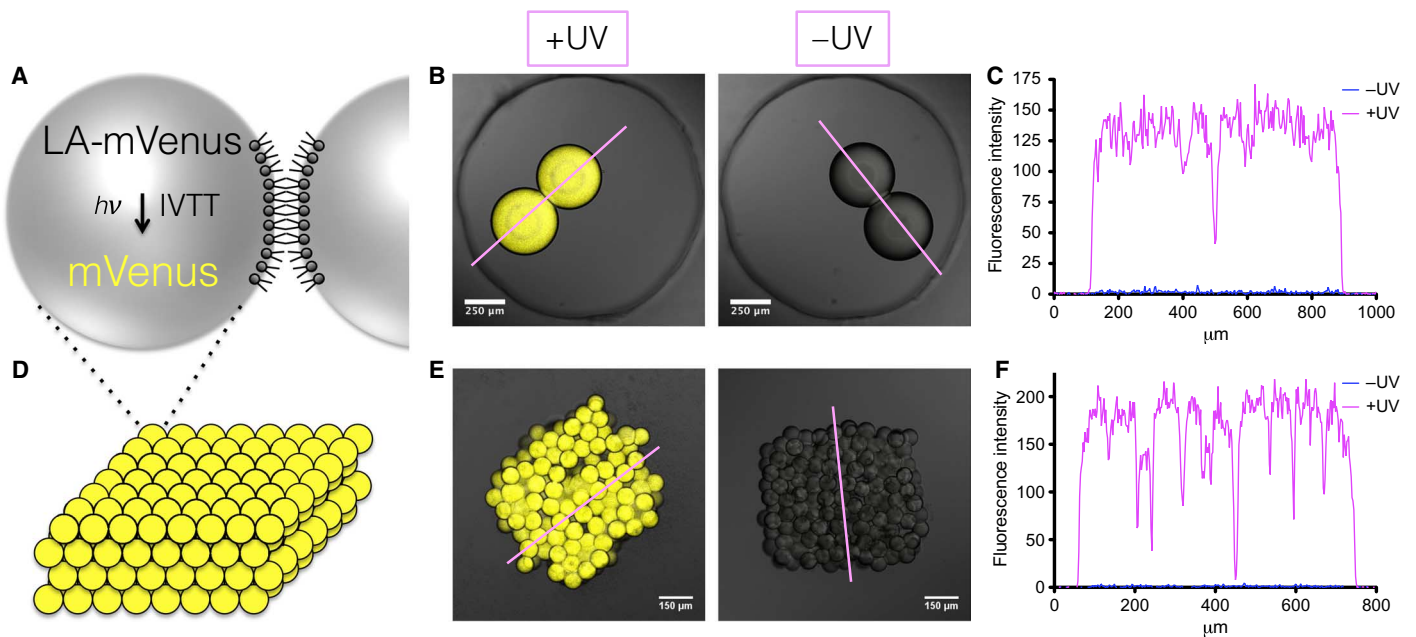 +UV
–UV
A
LA-mVenus
hν IVTT
mVenus
B
250 µm
250 µm
C
Fluorescence intensity
175
150
125
100
75
50
25
0
0 200 400 600 800 1000
µm
–UV
+UV
D
E
150 µm
150 µm
F
Fluorescence intensity
200
150
100
50
0
0 200 400 600 800
µm
–UV
+UV